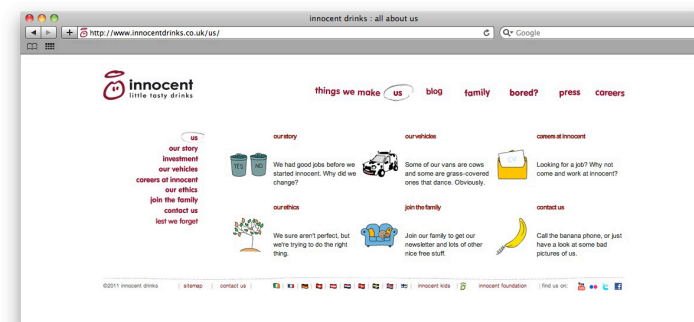 innocent drinks : all about us
http://www.innocentdrinks.co.uk/us/
Google
innocent
little tasty drinks
things we make us blog family bored? press careers
us
our story
investment
our vehicles
careers at innocent
our ethics
join the family
contact us
lest we forget
our story
YES NO
We had good jobs before we
started innocent. Why did we
change?
our vehicles
Some of our vans are cows
and some are grass-covered
ones that dance. Obviously.
careers at innocent
CV
Looking for a job? Why not
come and work at innocent?
our ethics
We sure aren't perfect, but
we're trying to do the right
thing.
join the family
Join our family to get our
newsletter and lots of other
nice free stuff.
contact us
Call the banana phone, or just
have a look at some bad
pictures of us.
©2011 innocent drinks | sitemap | contact us | innocent kids | innocent foundation | find us on: